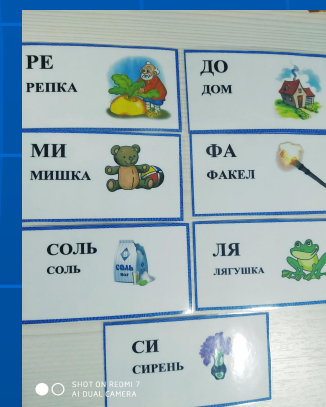 РЕ
РЕПКА
ДО
ДОМ
МИ
МИШКА
ФА
ФАКЕЛ
СОЛЬ
СОЛЬ
СОЛЬ
ЛЯ
ЛЯГУШКА
СИ
СИРЕНЬ
SHOT ON REDMI 7
AI DUAL CAMERA